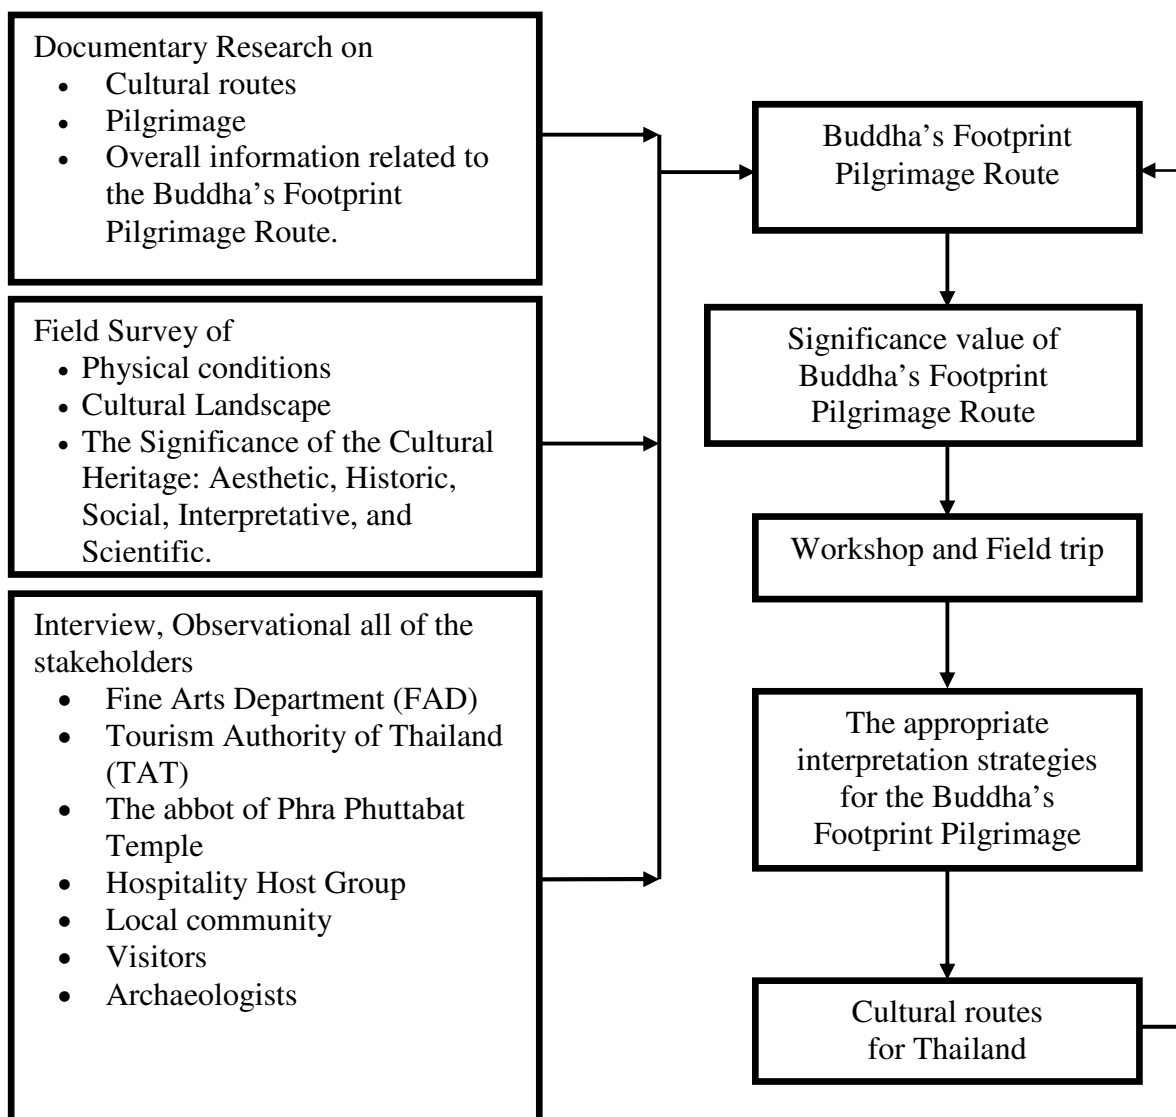 Documentary Research on
• Cultural routes
• Pilgrimage
• Overall information related to
the Buddha's Footprint
Pilgrimage Route.
Field Survey of
• Physical conditions
• Cultural Landscape
• The Significance of the Cultural
Heritage: Aesthetic, Historic,
Social, Interpretative, and
Scientific.
Interview, Observational all of the
stakeholders
• Fine Arts Department (FAD)
• Tourism Authority of Thailand
(TAT)
• The abbot of Phra Phuttabat
Temple
• Hospitality Host Group
• Local community
• Visitors
• Archaeologists
Buddha's Footprint
Pilgrimage Route
Significance value of
Buddha's Footprint
Pilgrimage Route
Workshop and Field trip
The appropriate
interpretation strategies
for the Buddha's
Footprint Pilgrimage
Cultural routes
for Thailand